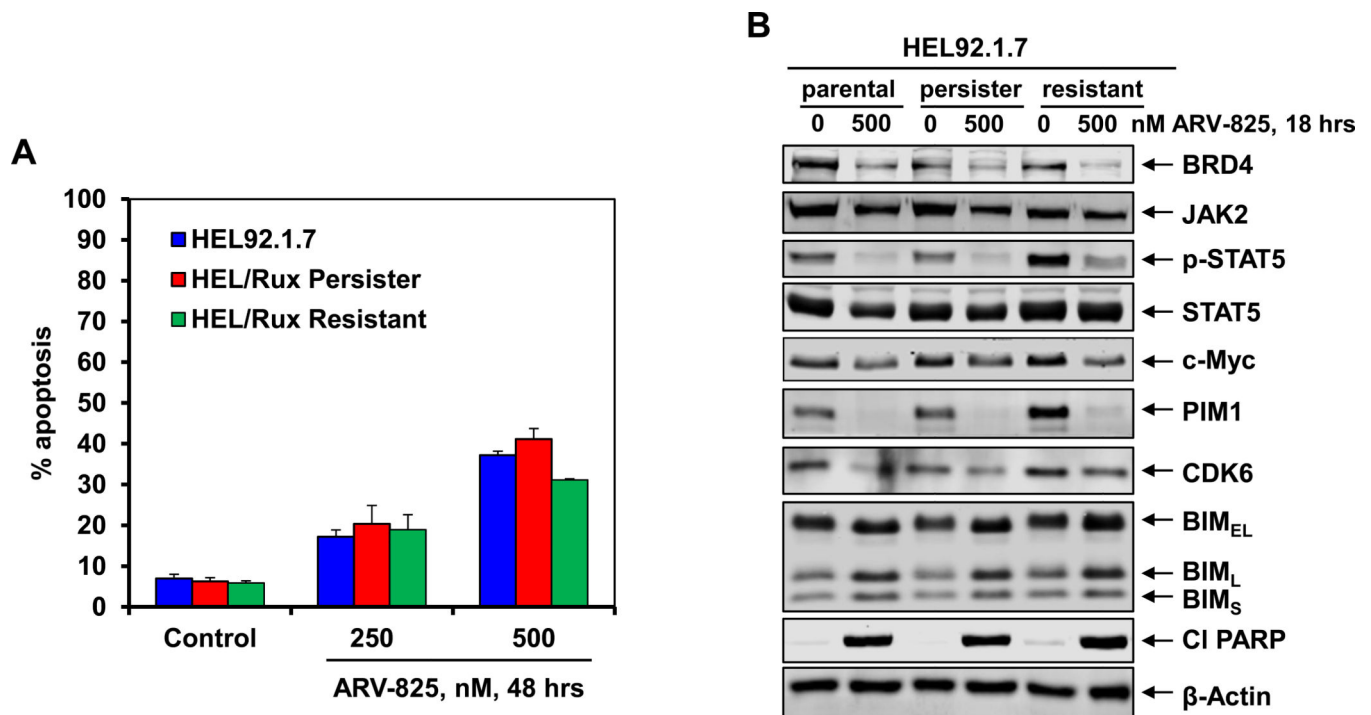 A
100
90
80
70
60
50
40
30
20
10
0
% apoptosis
HEL92.1.7
HEL/Rux Persister
HEL/Rux Resistant
Control 250 500
ARV-825, nM, 48 hrs
B
HEL92.1.7
parental persister resistant
0 500 0 500 0 500 nM ARV-825, 18 hrs
BRD4
JAK2
p-STAT5
STAT5
c-Myc
PIM1
CDK6
BIMEL
BIML
BIMS
Cl PARP
β-Actin